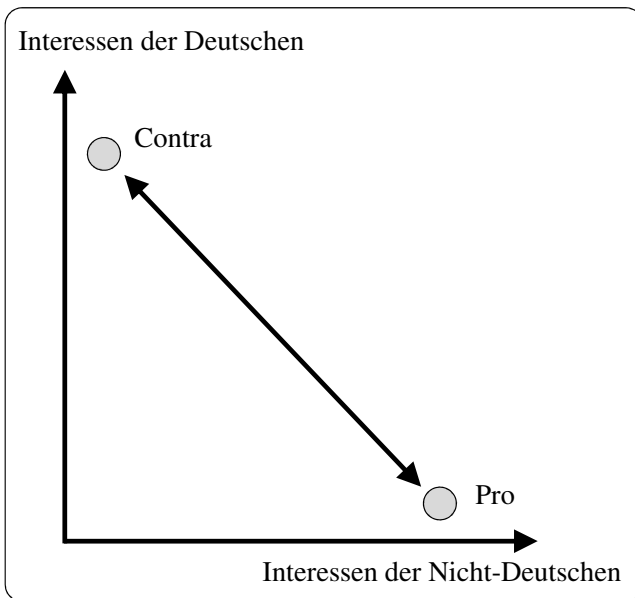 Interessen der Deutschen
Contra
Pro
Interessen der Nicht-Deutschen